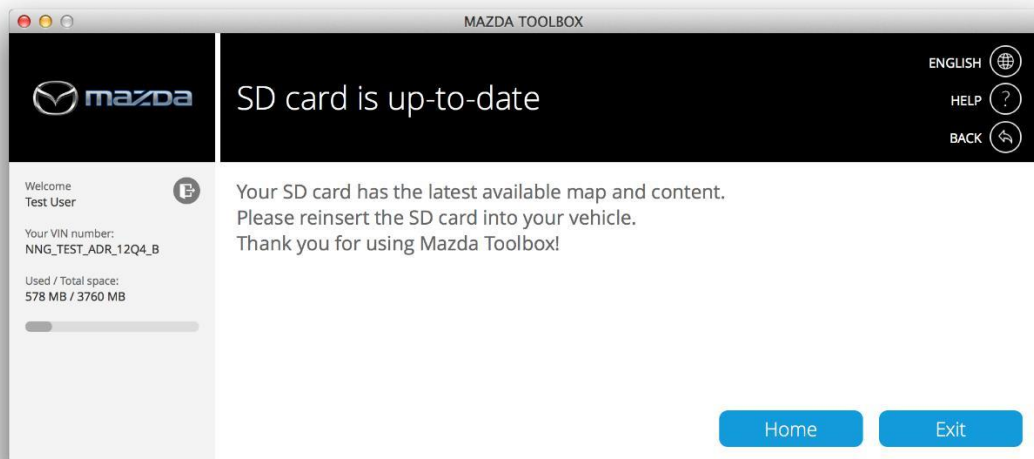 MAZDA TOOLBOX
mazda
SD card is up-to-date
ENGLISH
HELP
?
BACK
Welcome
Test User
Your VIN number:
NNG_TEST_ADR_12Q4_B
Used / Total space:
578 MB / 3760 MB
Your SD card has the latest available map and content.
Please reinsert the SD card into your vehicle.
Thank you for using Mazda Toolbox!
Home
Exit